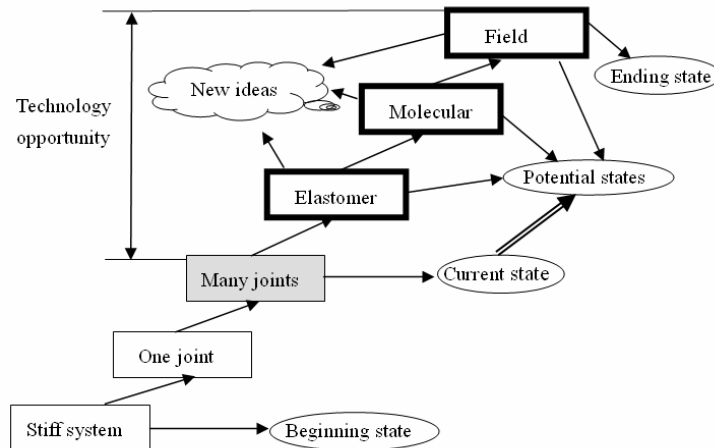 Field
Ending state
New ideas
Technology
opportunity
Molecular
Potential states
Elastomer
Many joints
Current state
One joint
Stiff system
Beginning state